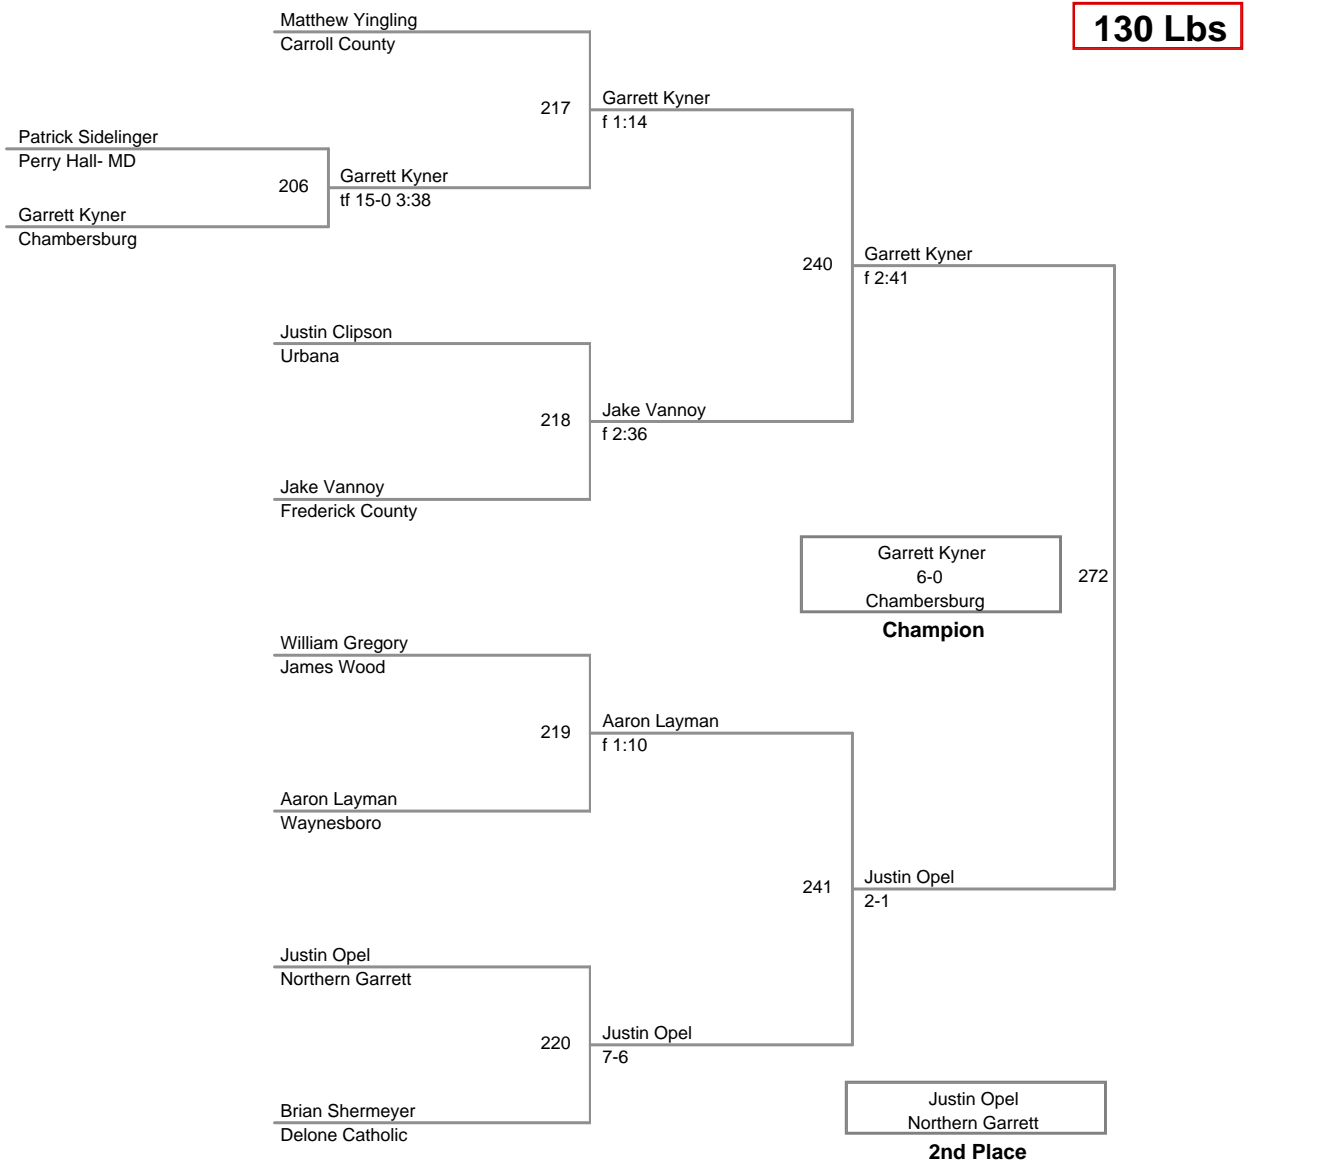 130 Lbs
Matthew Yingling
Carroll County
217
Garrett Kyner
f 1:14
Patrick Sidelinger
Perry Hall- MD
206
Garrett Kyner
tf 15-0 3:38
Garrett Kyner
Chambersburg
240
Garrett Kyner
f 2:41
Justin Clipson
Urbana
218
Jake Vannoy
f 2:36
Jake Vannoy
Frederick County
Garrett Kyner
6-0
Chambersburg
272
Champion
William Gregory
James Wood
219
Aaron Layman
f 1:10
Aaron Layman
Waynesboro
241
Justin Opel
2-1
Justin Opel
Northern Garrett
220
Justin Opel
7-6
Brian Shermeyer
Delone Catholic
Justin Opel
Northern Garrett
2nd Place